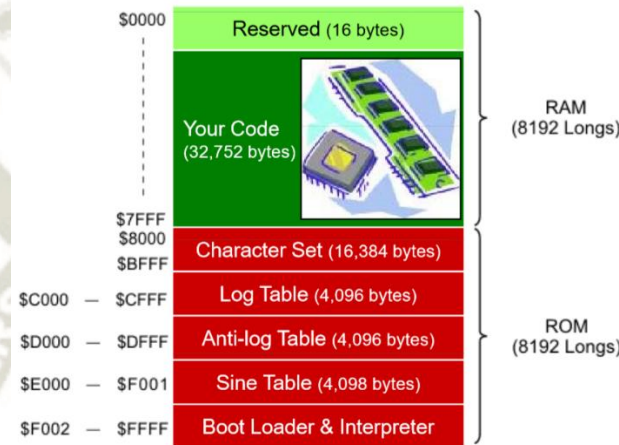 $0000
Reserved (16 bytes)
Your Code
(32,752 bytes)
RAM
(8192 Longs)
$7FFF
$8000
Character Set (16,384 bytes)
$BFFF
$C000 — $CFFF Log Table (4,096 bytes)
$D000 — $DFFF Anti-log Table (4,096 bytes)
ROM
(8192 Longs)
$E000 — $F001 Sine Table (4,098 bytes)
$F002 — $FFFF Boot Loader & Interpreter